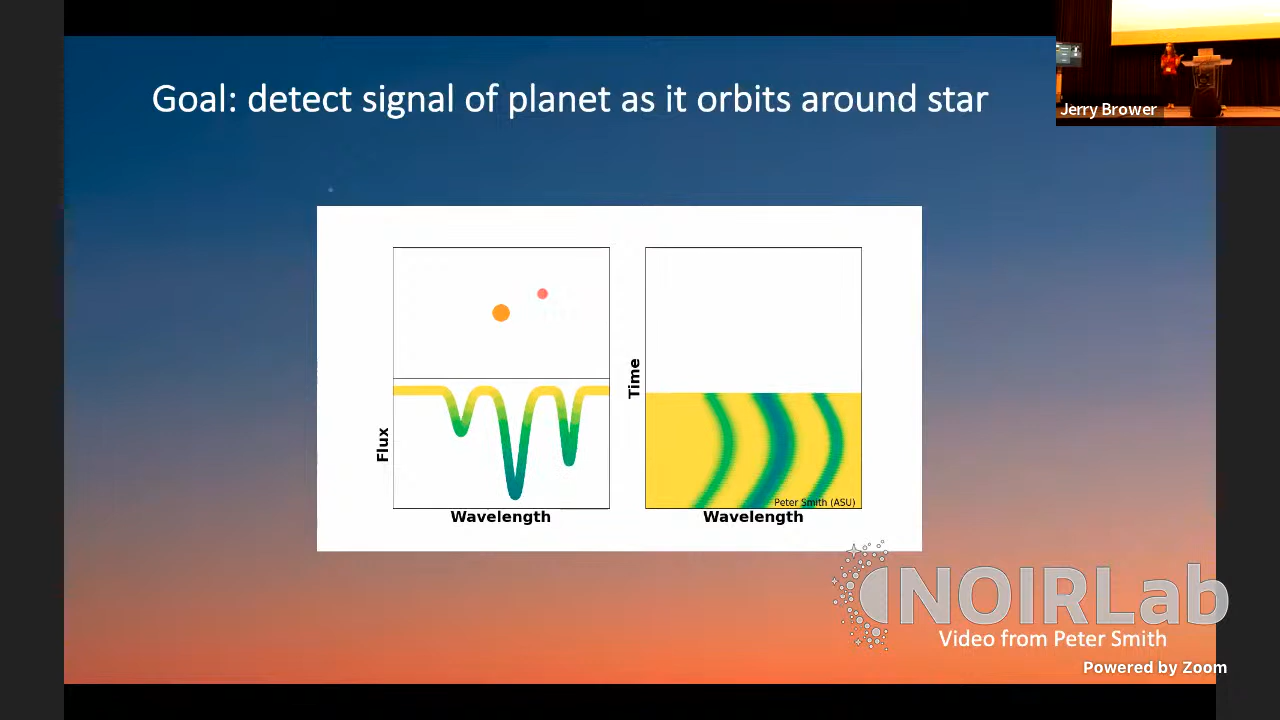 Goal: detect signal of planet as it orbits around star
Jerry Brower
Flux
Wavelength
Time
Peter Smith (ASU)
Wavelength
NOIRLab
Video from Peter Smith
Powered by Zoom